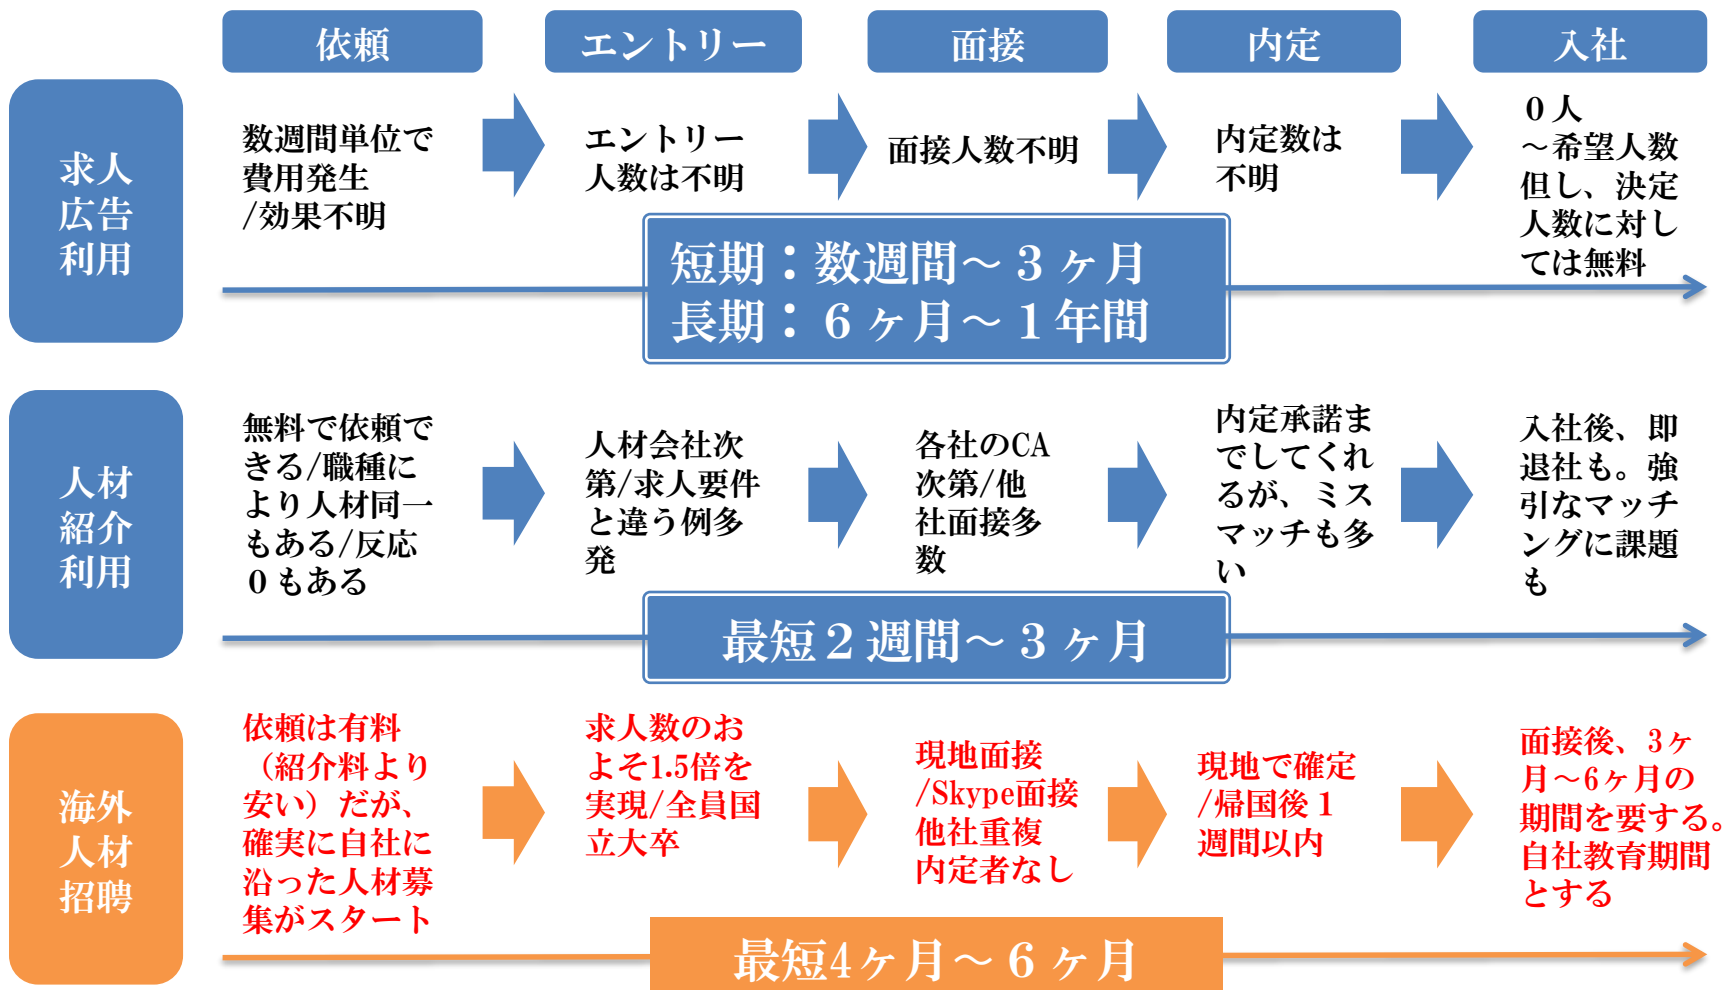 依頼
エントリー
面接
内定
入社
求人
広告
利用
数週間単位で
費用発生
/効果不明
エントリー
人数は不明
面接人数不明
内定数は
不明
０人
～希望人数
但し、決定
人数に対し
ては無料
短期：数週間～３ヶ月
長期：６ヶ月～１年間
人材
紹介
利用
無料で依頼で
きる/職種に
より人材同一
もある/反応
０もある
人材会社次
第/求人要件
と違う例多
発
各社のCA
次第/他
社面接多
数
内定承諾ま
でしてくれ
るが、ミス
マッチも多
い
入社後、即
退社も。強
引なマッチ
ングに課題
も
最短２週間～３ヶ月
海外
人材
招聘
依頼は有料
（紹介料より
安い）だが、
確実に自社に
沿った人材募
集がスタート
求人数のお
よそ1.5倍を
実現/全員国
立大卒
現地面接
/Skype面接
他社重複
内定者なし
現地で確定
/帰国後１
週間以内
面接後、3ヶ
月～6ヶ月の
期間を要する。
自社教育期間
とする
最短4ヶ月～６ヶ月